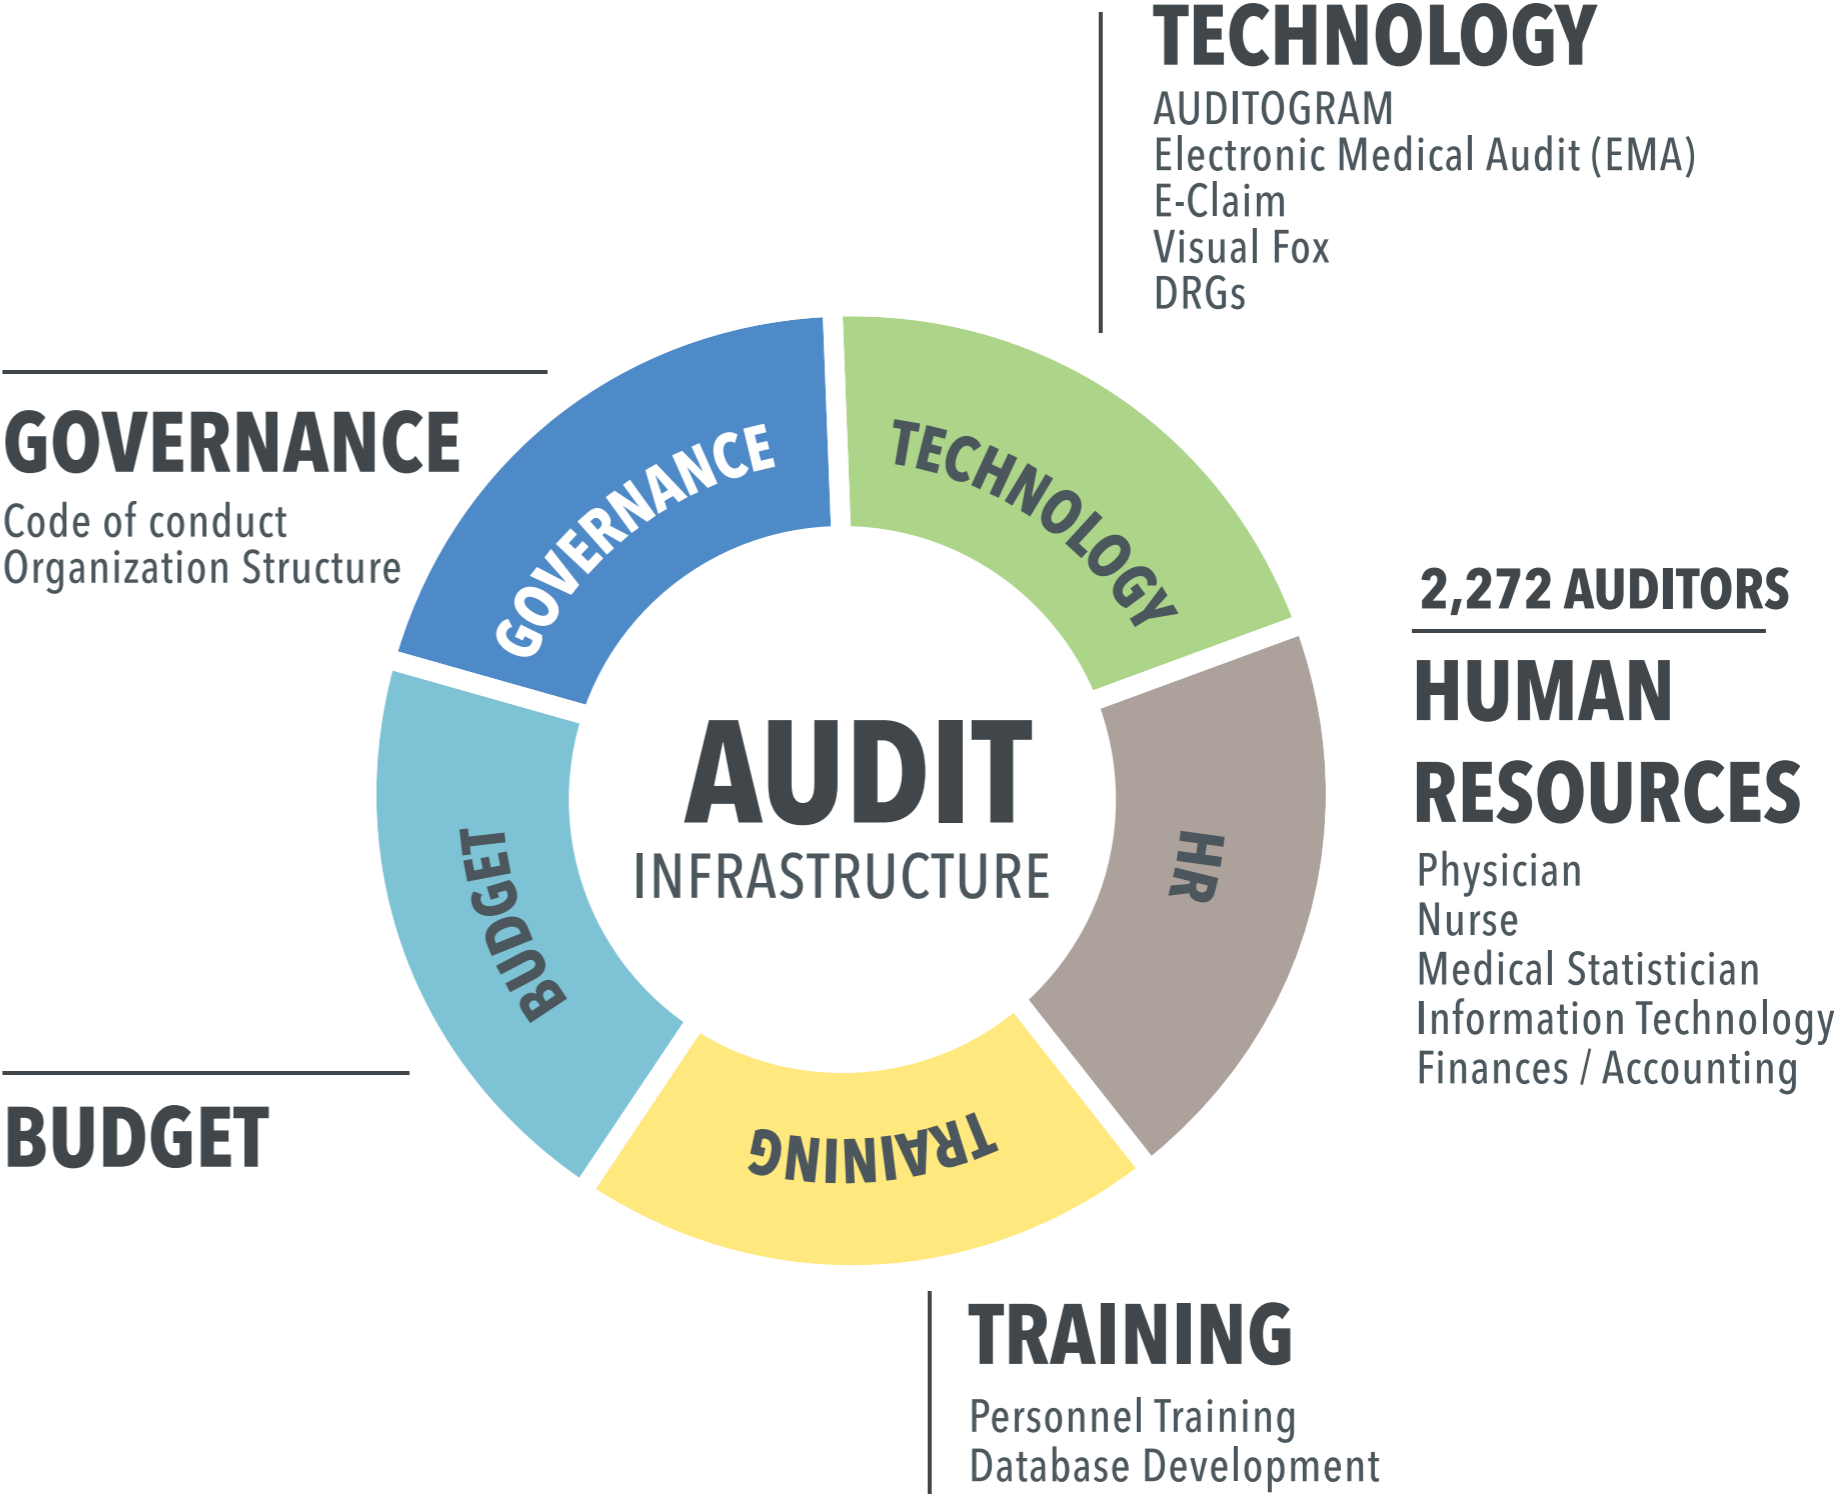 TECHNOLOGY
AUDITOGRAM
Electronic Medical Audit (EMA)
E-Claim
Visual Fox
DRGs
GOVERNANCE
Code of conduct
Organization Structure
GOVERNANCE
TECHNOLOGY
2,272 AUDITORS
HUMAN
RESOURCES
Physician
Nurse
Medical Statistician
Information Technology
Finances / Accounting
AUDIT
INFRASTRUCTURE
HR
BUDGET
TRAINING
BUDGET
TRAINING
Personnel Training
Database Development